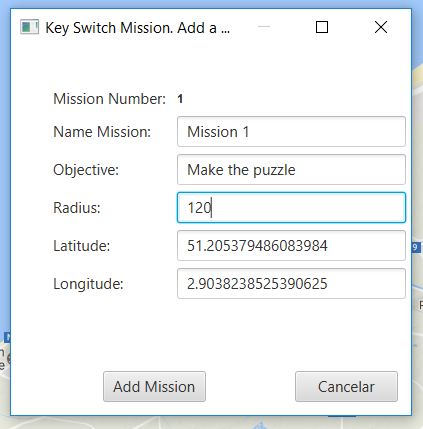 Key Switch Mission. Add a ...
Mission Number: 1
Name Mission: Mission 1
Objective: Make the puzzle
Radius: 120
Latitude: 51.205379486083984
Longitude: 2.9038238525390625
Add Mission Cancelar
9